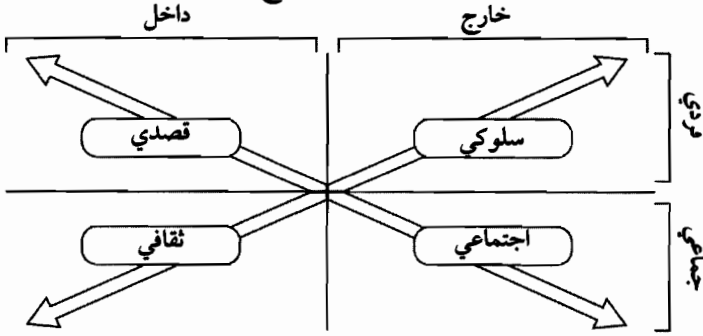 خارج داخل
فردي
سلوكي قصدي
جماعي
اجتماعي ثقافي